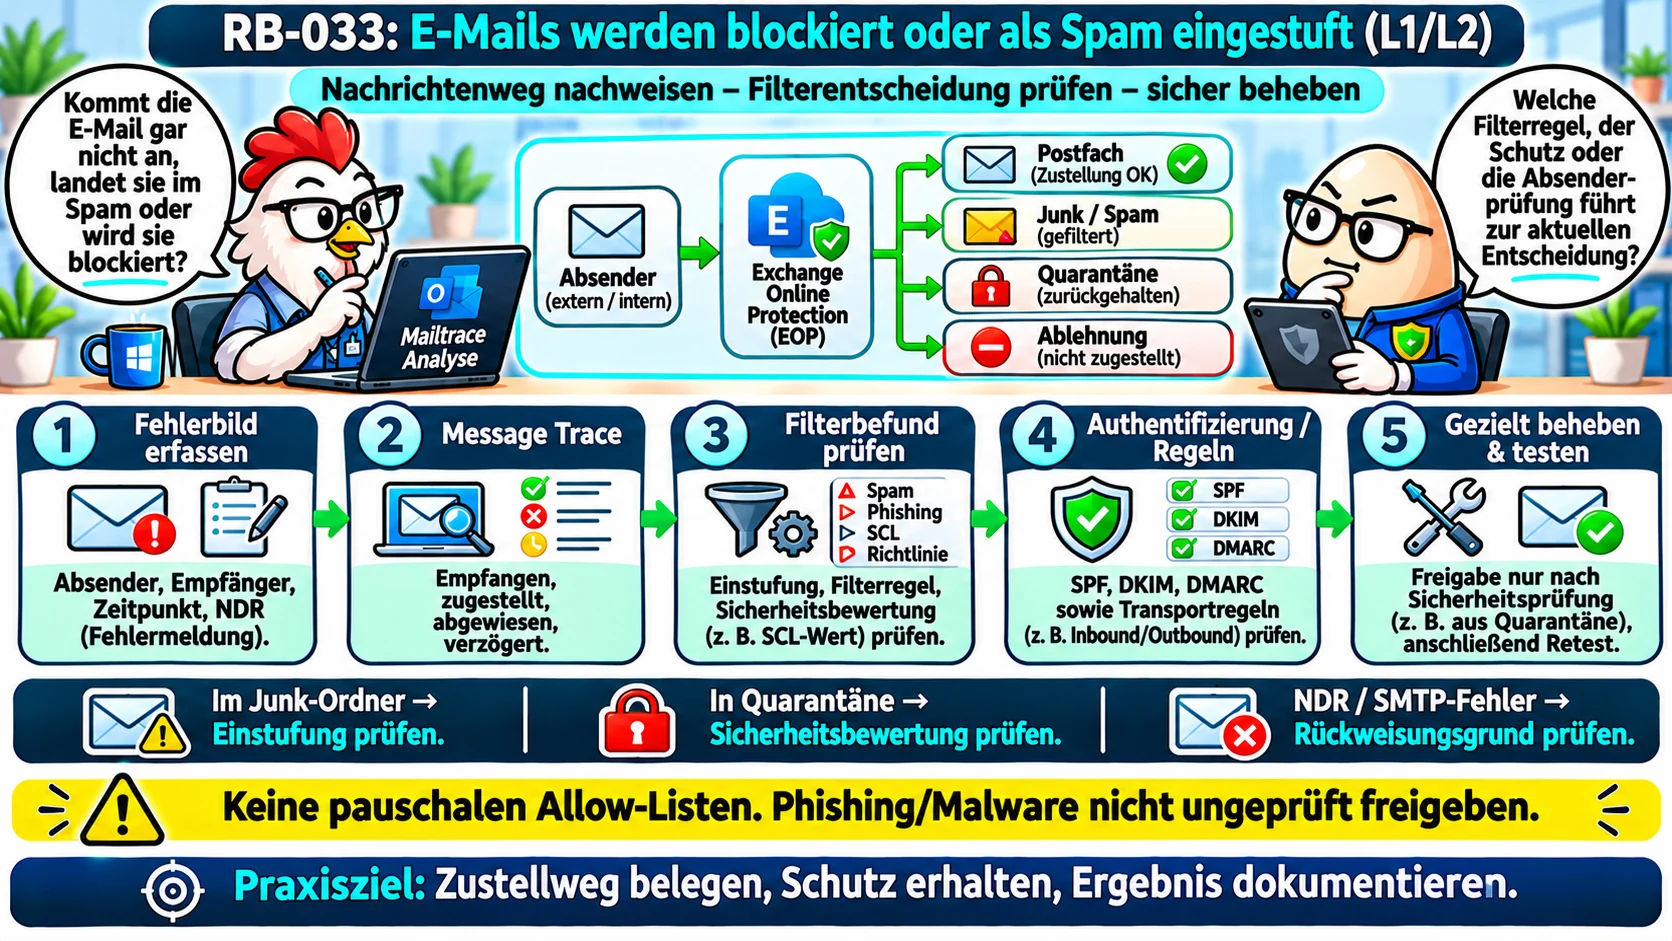 RB-033: E-Mails werden blockiert oder als Spam eingestuft (L1/L2)
Nachrichtenweg nachweisen – Filterentscheidung prüfen – sicher beheben
Kommt die
E-Mail gar
nicht an,
landet sie im
Spam oder
wird sie
blockiert?
O
Mailtrace
Analyse
Absender
(extern / intern)
E
Exchange
Online
Protection
(EOP)
Postfach
(Zustellung OK)
Junk / Spam
(gefiltert)
Quarantäne
(zurückgehalten)
Ablehnung
(nicht zugestellt)
Welche
Filterregel, der
Schutz oder
die Absender-
prüfung führt
zur aktuellen
Entscheidung?
1
Fehlerbild
erfassen
Absender, Empfänger,
Zeitpunkt, NDR
(Fehlermeldung).
2
Message Trace
Empfangen,
zugestellt,
abgewiesen,
verzögert.
3
Filterbefund
prüfen
Spam
Phishing
SCL
Richtlinie
Einstufung, Filterregel,
Sicherheitsbewertung
(z. B. SCL-Wert) prüfen.
4
Authentifizierung /
Regeln
SPF
DKIM
DMARC
SPF, DKIM, DMARC
sowie Transportregeln
(z. B. Inbound/Outbound) prüfen.
5
Gezielt beheben
& testen
Freigabe nur nach
Sicherheitsprüfung
(z. B. aus Quarantäne),
anschließend Retest.
Im Junk-Ordner →
Einstufung prüfen.
In Quarantäne →
Sicherheitsbewertung prüfen.
NDR / SMTP-Fehler →
Rückweisungsgrund prüfen.
Keine pauschalen Allow-Listen. Phishing/Malware nicht ungeprüft freigeben.
Praxisziel: Zustellweg belegen, Schutz erhalten, Ergebnis dokumentieren.